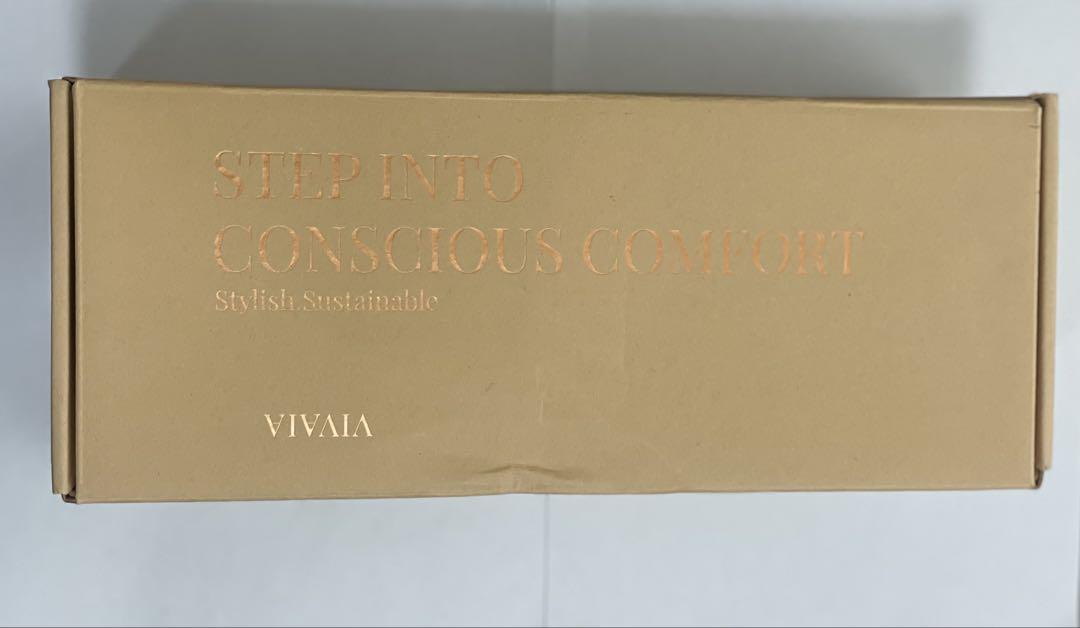 STEP INTO
CONSCIOUS COMFORT
Stylish.Sustainable
VIVAIA